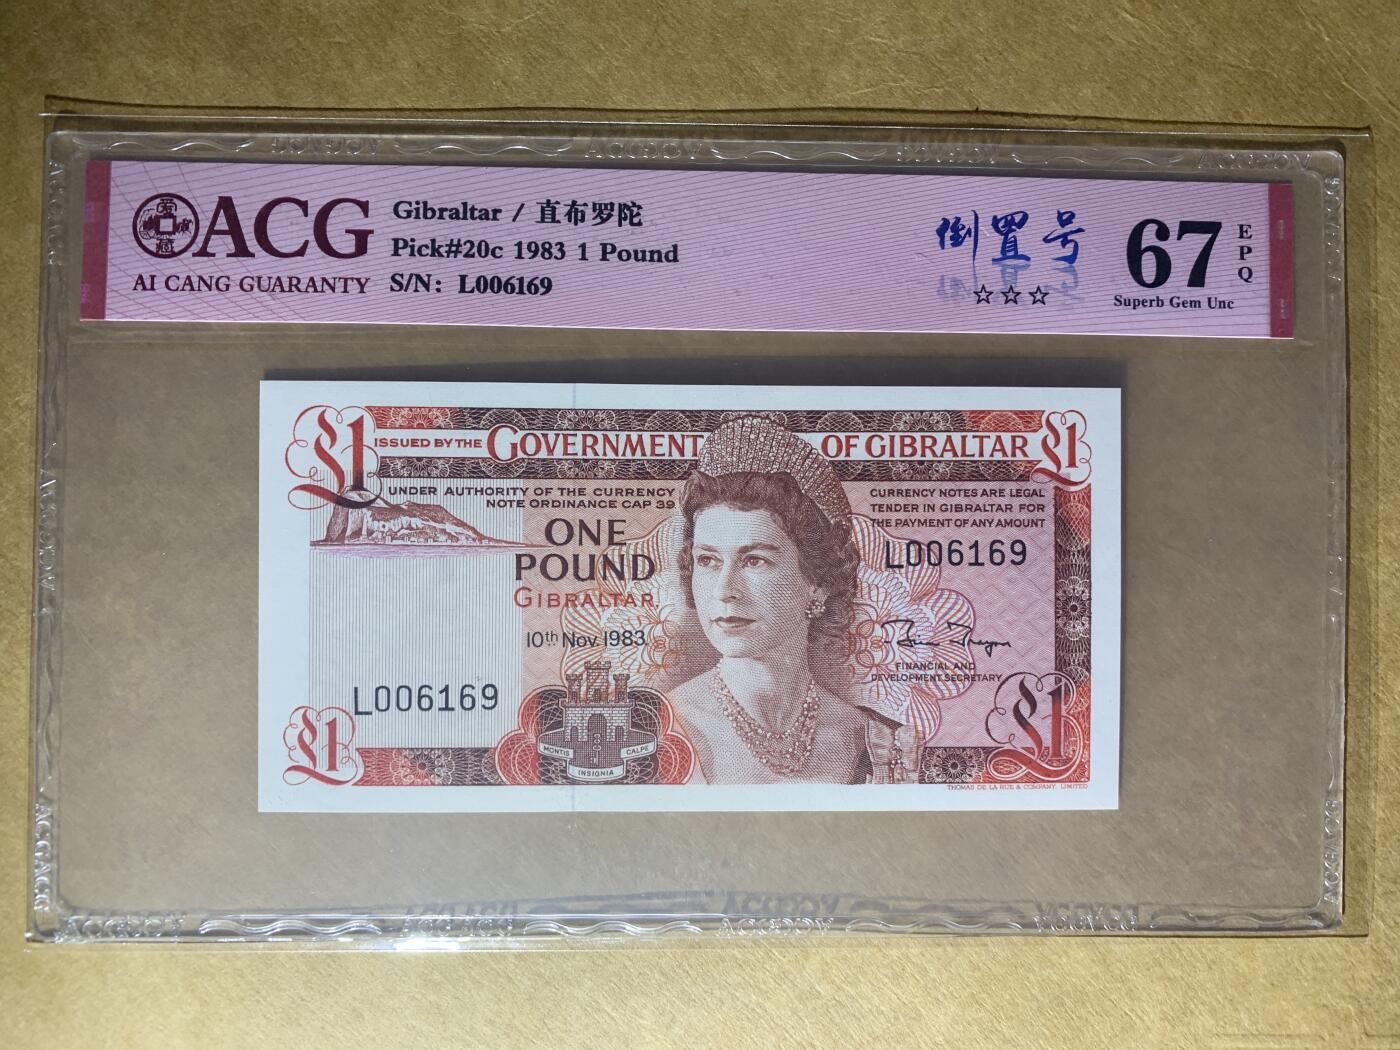 ACG
AI CANG GUARANTY
Gibraltar / 直布罗陀
Pick#20c 1983 1 Pound
S/N: L006169
倒置号
☆☆☆
67
EPQ
Superb Gem Unc
£1
ISSUED BY THE GOVERNMENT OF GIBRALTAR
£1
UNDER AUTHORITY OF THE CURRENCY
NOTE ORDINANCE CAP 39
CURRENCY NOTES ARE LEGAL
TENDER IN GIBRALTAR FOR
THE PAYMENT OF ANY AMOUNT
ONE
POUND
GIBRALTAR
10th Nov. 1983
L006169
L006169
FINANCIAL AND
DEVELOPMENT SECRETARY
MONTIS
INSIGNIA
CALPE
£1
£1
THOMAS DE LA RUE & COMPANY, LIMITED